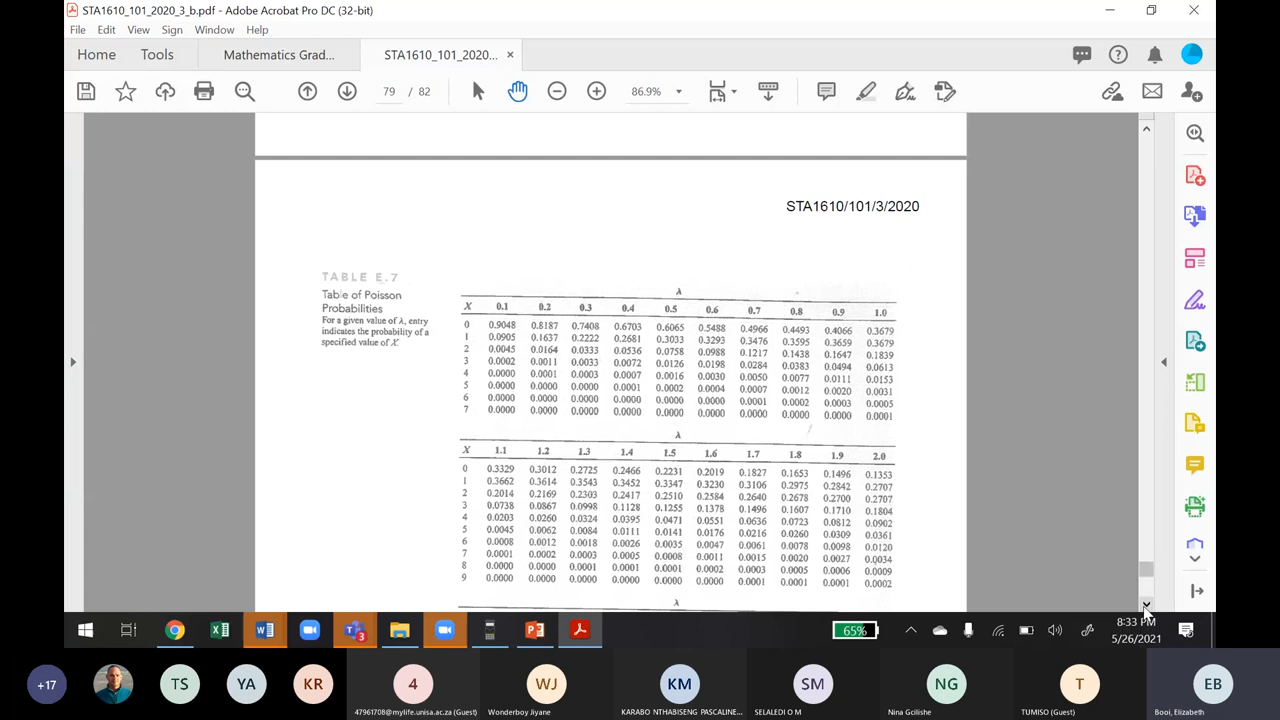 STA1610_101_2020_3_b.pdf - Adobe Acrobat Pro DC (32-bit)
File Edit View Sign Window Help
Home Tools Mathematics Grad... STA1610_101_2020... ×
79 / 82 86.9%
STA1610/101/3/2020
TABLE E.7
Table of Poisson
Probabilities
For a given value of λ, entry
indicates the probability of a
specified value of X.
λ
X 0.1 0.2 0.3 0.4 0.5 0.6 0.7 0.8 0.9 1.0
0 0.9048 0.8187 0.7408 0.6703 0.6065 0.5488 0.4966 0.4493 0.4066 0.3679
1 0.0905 0.1637 0.2222 0.2681 0.3033 0.3293 0.3476 0.3595 0.3659 0.3679
2 0.0045 0.0164 0.0333 0.0536 0.0758 0.0988 0.1217 0.1438 0.1647 0.1839
3 0.0002 0.0011 0.0033 0.0072 0.0126 0.0198 0.0284 0.0383 0.0494 0.0613
4 0.0000 0.0001 0.0003 0.0007 0.0016 0.0030 0.0050 0.0077 0.0111 0.0153
5 0.0000 0.0000 0.0000 0.0001 0.0002 0.0004 0.0007 0.0012 0.0020 0.0031
6 0.0000 0.0000 0.0000 0.0000 0.0000 0.0000 0.0001 0.0002 0.0003 0.0005
7 0.0000 0.0000 0.0000 0.0000 0.0000 0.0000 0.0000 0.0000 0.0000 0.0001
λ
X 1.1 1.2 1.3 1.4 1.5 1.6 1.7 1.8 1.9 2.0
0 0.3329 0.3012 0.2725 0.2466 0.2231 0.2019 0.1827 0.1653 0.1496 0.1353
1 0.3662 0.3614 0.3543 0.3452 0.3347 0.3230 0.3106 0.2975 0.2842 0.2707
2 0.2014 0.2169 0.2303 0.2417 0.2510 0.2584 0.2640 0.2678 0.2700 0.2707
3 0.0738 0.0867 0.0998 0.1128 0.1255 0.1378 0.1496 0.1607 0.1710 0.1804
4 0.0203 0.0260 0.0324 0.0395 0.0471 0.0551 0.0636 0.0723 0.0812 0.0902
5 0.0045 0.0062 0.0084 0.0111 0.0141 0.0176 0.0216 0.0260 0.0309 0.0361
6 0.0008 0.0012 0.0018 0.0026 0.0035 0.0047 0.0061 0.0078 0.0098 0.0120
7 0.0001 0.0002 0.0003 0.0005 0.0008 0.0011 0.0015 0.0020 0.0027 0.0034
8 0.0000 0.0000 0.0001 0.0001 0.0001 0.0002 0.0003 0.0005 0.0006 0.0009
9 0.0000 0.0000 0.0000 0.0000 0.0000 0.0000 0.0001 0.0001 0.0001 0.0002
λ
3
65%
8:33 PM
5/26/2021
+17 TS YA KR 4 WJ KM SM NG T EB
47961708@mylife.unisa.ac.za (Guest) Wonderboy Jiyane KARABO NTHABISENG PASCALINE... SELALEDI O M Nina Gcilishe TUMISO (Guest) Booi, Elizabeth